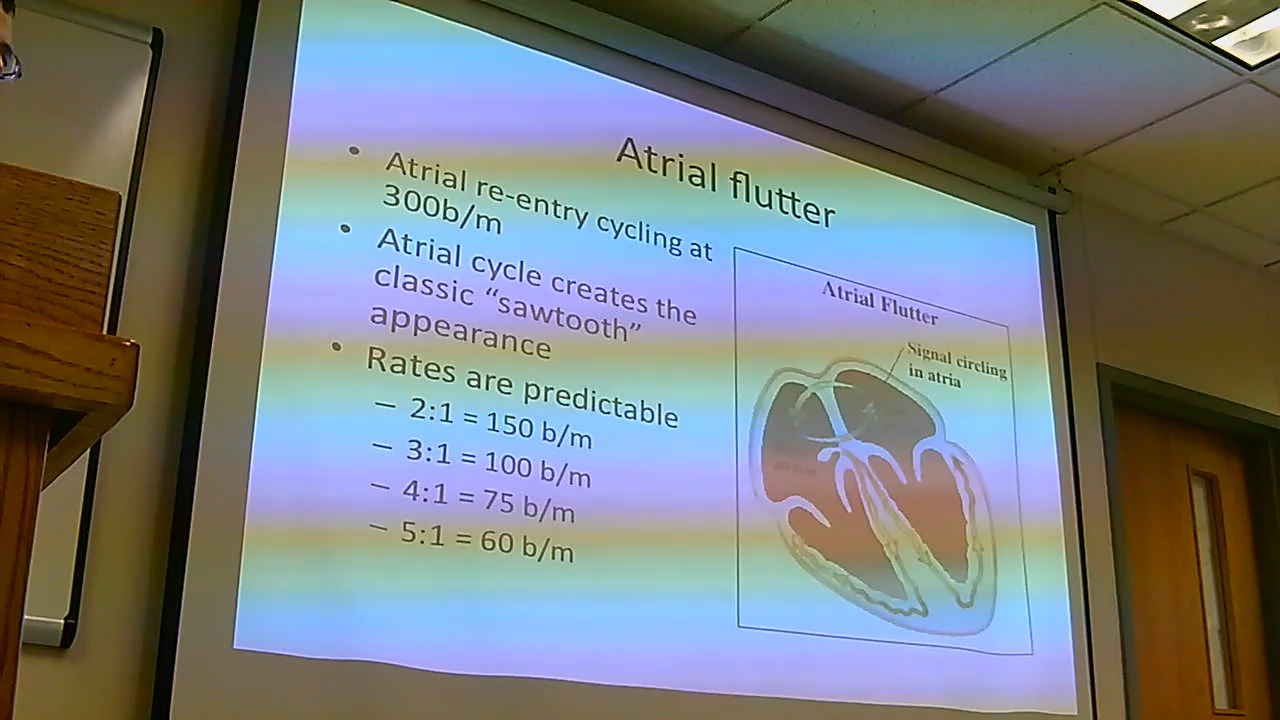 Atrial flutter
• Atrial re-entry cycling at
300b/m
• Atrial cycle creates the
classic “sawtooth”
appearance
• Rates are predictable
– 2:1 = 150 b/m
– 3:1 = 100 b/m
– 4:1 = 75 b/m
– 5:1 = 60 b/m
Atrial Flutter
Signal circling
in atria